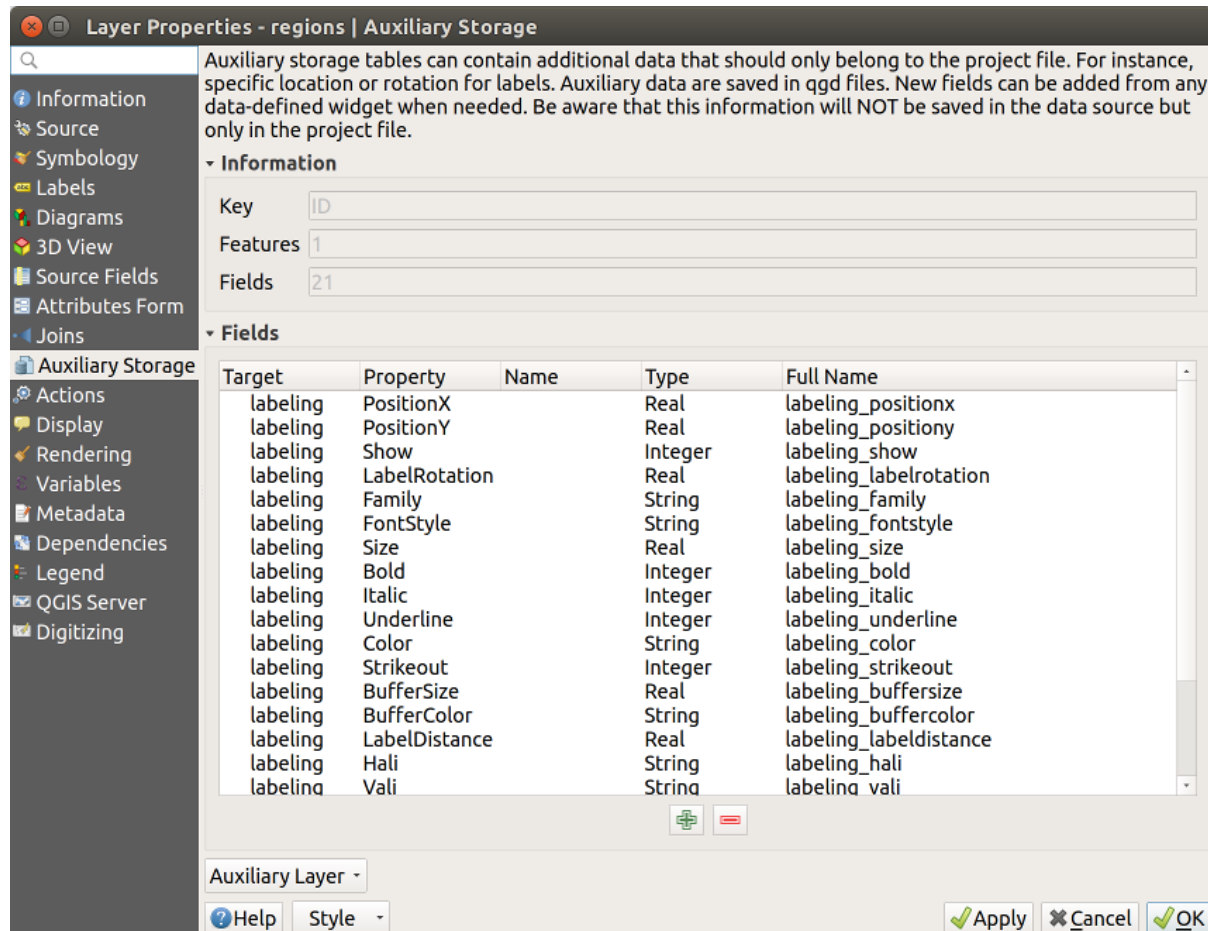 Layer Properties - regions | Auxiliary Storage
Information
Source
Symbology
Labels
Diagrams
3D View
Source Fields
Attributes Form
Joins
Auxiliary Storage
Actions
Display
Rendering
Variables
Metadata
Dependencies
Legend
QGIS Server
Digitizing
Auxiliary storage tables can contain additional data that should only belong to the project file. For instance,
specific location or rotation for labels. Auxiliary data are saved in qgd files. New fields can be added from any
data-defined widget when needed. Be aware that this information will NOT be saved in the data source but
only in the project file.
Information
Key ID
Features 1
Fields 21
Fields
Target Property Name Type Full Name
labeling PositionX Real labeling_positionx
labeling PositionY Real labeling_positiony
labeling Show Integer labeling_show
labeling LabelRotation Real labeling_labelrotation
labeling Family String labeling_family
labeling FontStyle String labeling_fontstyle
labeling Size Real labeling_size
labeling Bold Integer labeling_bold
labeling Italic Integer labeling_italic
labeling Underline Integer labeling_underline
labeling Color String labeling_color
labeling Strikeout Integer labeling_strikeout
labeling BufferSize Real labeling_buffersize
labeling BufferColor String labeling_buffercolor
labeling LabelDistance Real labeling_labeldistance
labeling Hali String labeling_hali
labeling Vali String labeling_vali
Auxiliary Layer
Help Style Apply Cancel OK